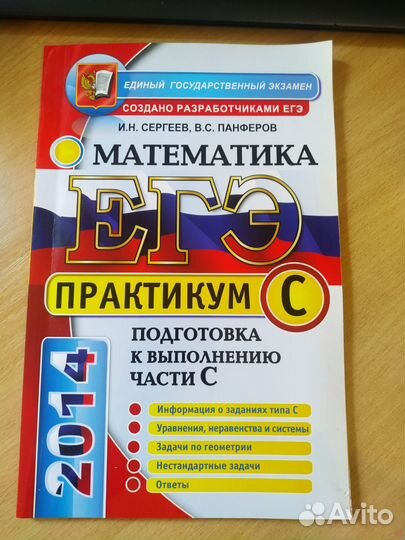 ЕДИНЫЙ ГОСУДАРСТВЕННЫЙ ЭКЗАМЕН
СОЗДАНО РАЗРАБОТЧИКАМИ ЕГЭ
И.Н. СЕРГЕЕВ, В.С. ПАНФЕРОВ
МАТЕМАТИКА
ЕГЭ
ПРАКТИКУМ С
ПОДГОТОВКА
К ВЫПОЛНЕНИЮ
ЧАСТИ С
2014
Информация о заданиях типа С
Уравнения, неравенства и системы
Задачи по геометрии
Нестандартные задачи
Ответы
Avito